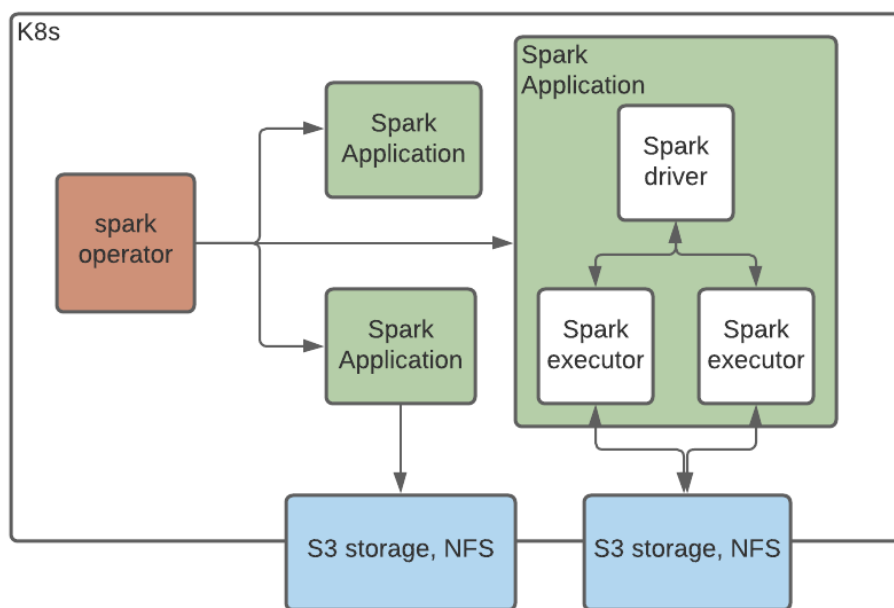 K8s
spark
operator
Spark
Application
Spark
Application
Spark
Application
Spark
driver
Spark
executor
Spark
executor
S3 storage, NFS
S3 storage, NFS